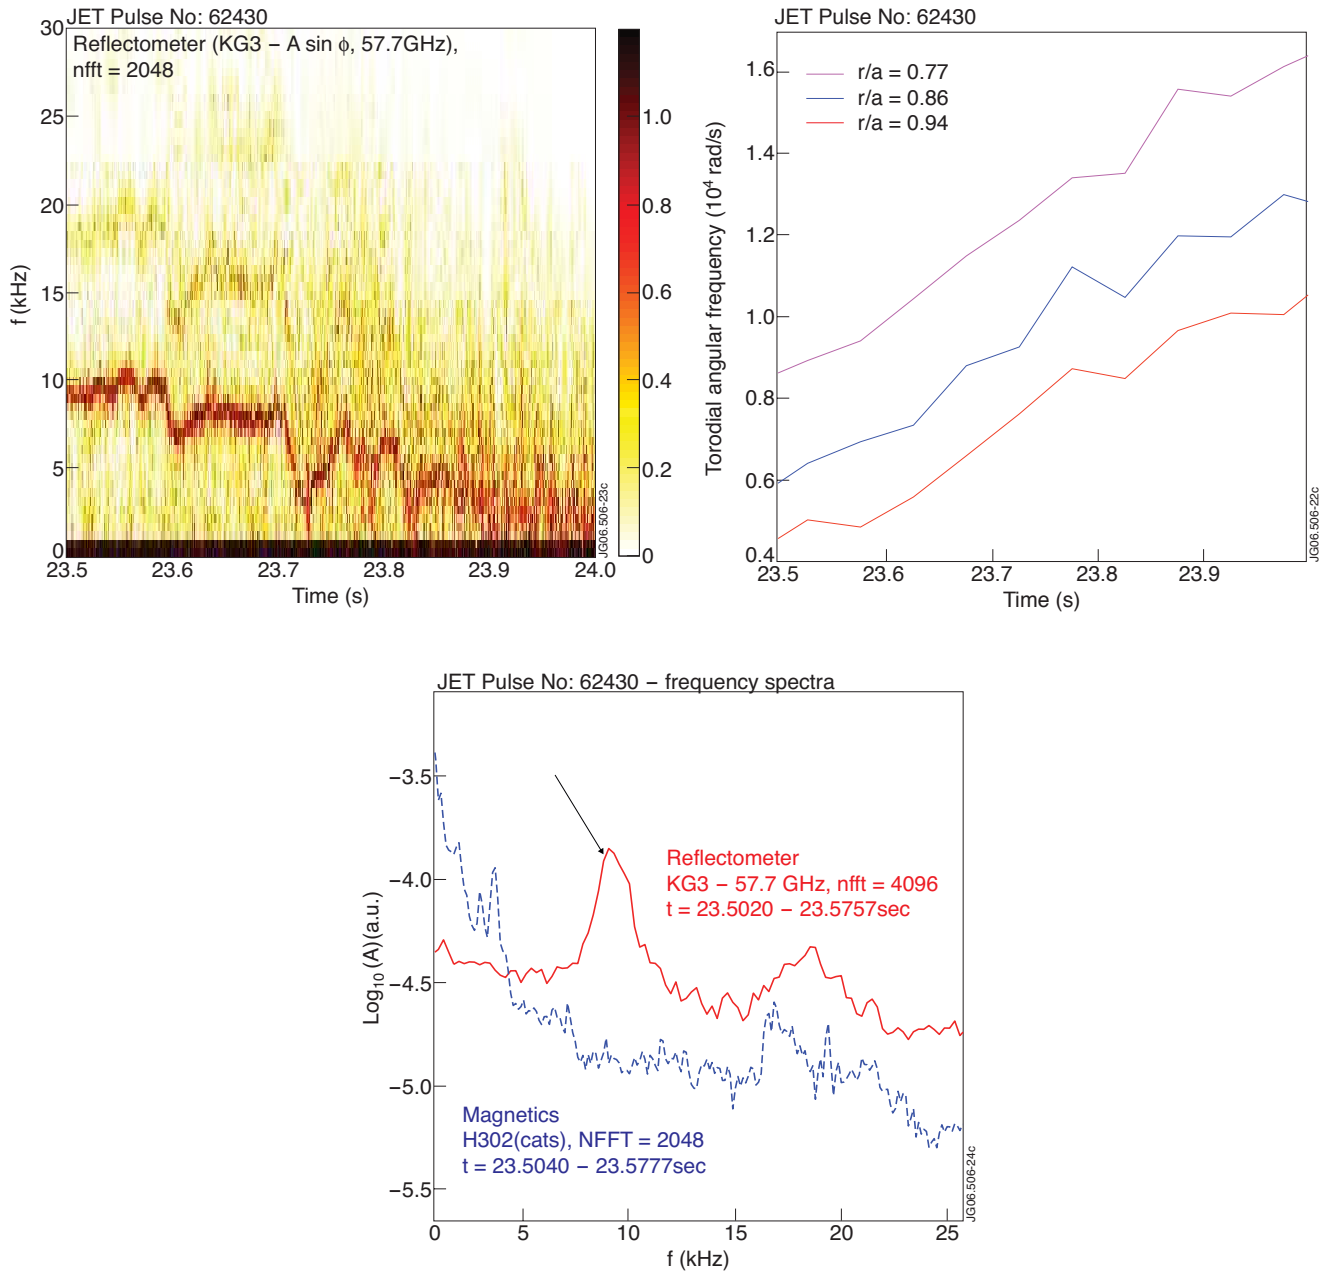 JET Pulse No: 62430
Reflectometer (KG3 – A sin ϕ, 57.7GHz),
nfft = 2048
30
25
20
15
10
5
0
f (kHz)
23.5 23.6 23.7 23.8 23.9 24.0
Time (s)
1.0
0.8
0.6
0.4
0.2
0
JG06.506-23c
JET Pulse No: 62430
r/a = 0.77
r/a = 0.86
r/a = 0.94
1.6
1.4
1.2
1.0
0.8
0.6
0.4
Torodial angular frequency (10⁴ rad/s)
23.5 23.6 23.7 23.8 23.9
Time (s)
JG06.506-22c
JET Pulse No: 62430 – frequency spectra
−3.5
−4.0
−4.5
−5.0
−5.5
Log₁₀ (A)(a.u.)
Reflectometer
KG3 – 57.7 GHz, nfft = 4096
t = 23.5020 – 23.5757sec
Magnetics
H302(cats), NFFT = 2048
t = 23.5040 – 23.5777sec
0 5 10 15 20 25
f (kHz)
JG06.506-24c